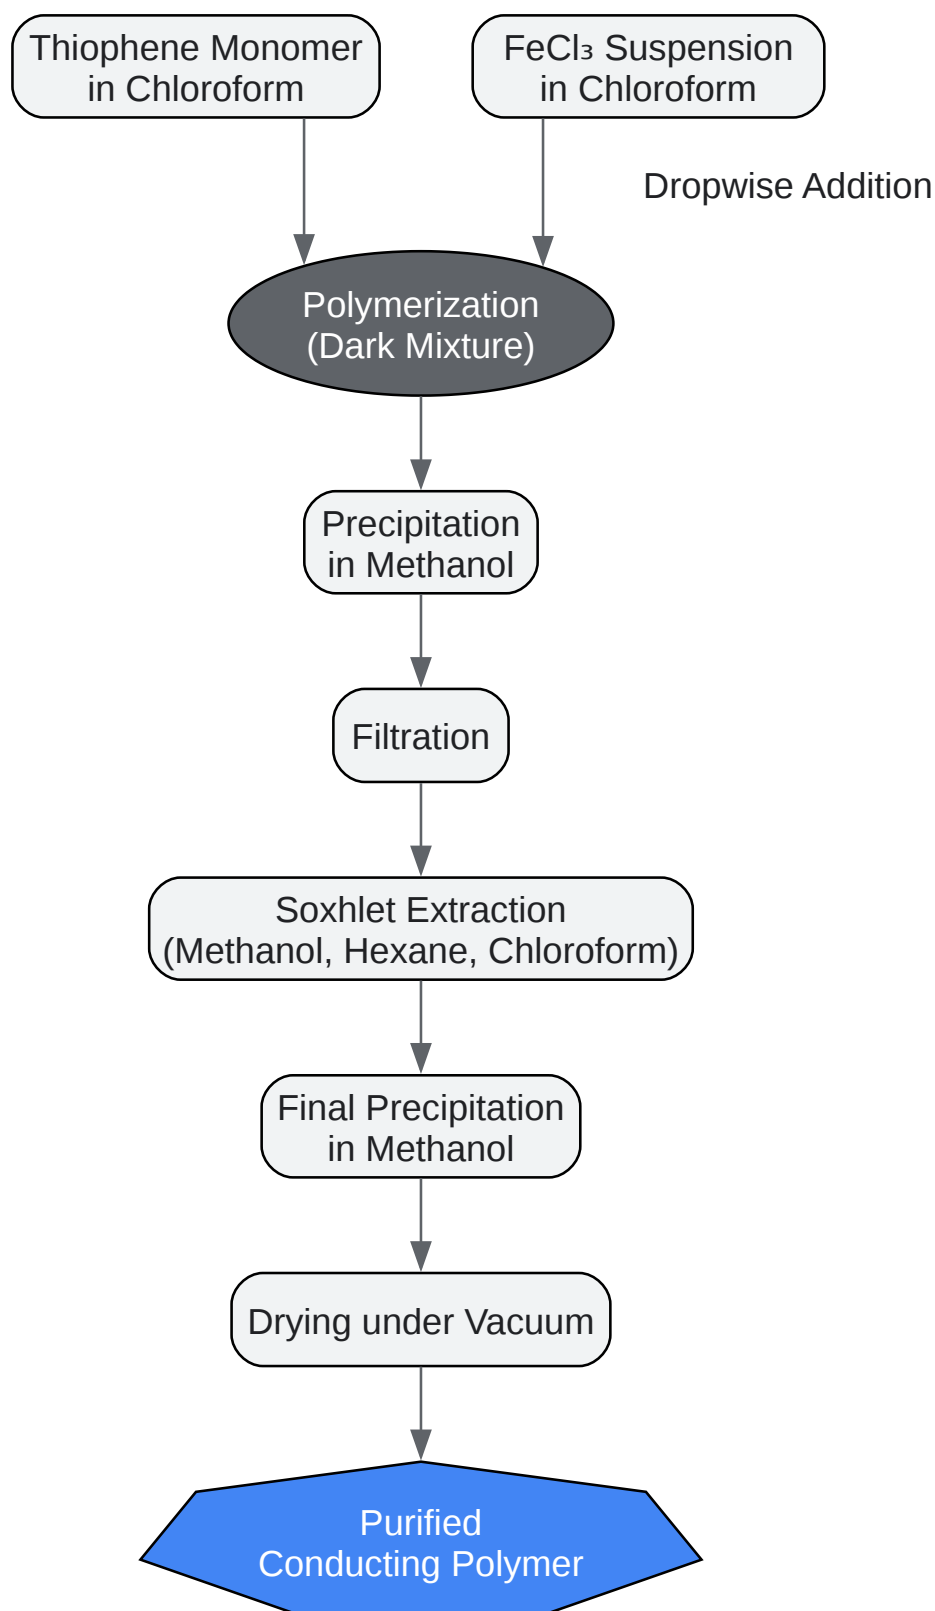 Thiophene Monomer
in Chloroform
FeCl₃ Suspension
in Chloroform
Dropwise Addition
Polymerization
(Dark Mixture)
Precipitation
in Methanol
Filtration
Soxhlet Extraction
(Methanol, Hexane, Chloroform)
Final Precipitation
in Methanol
Drying under Vacuum
Purified
Conducting Polymer